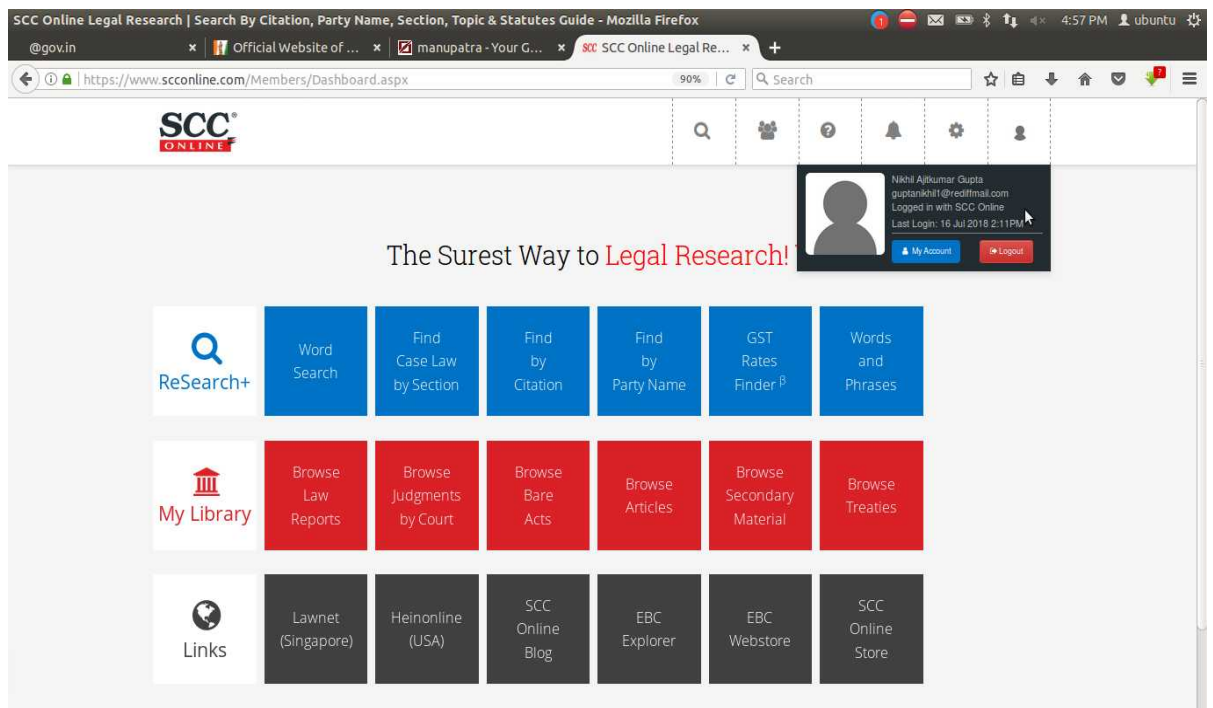 SCC Online Legal Research | Search By Citation, Party Name, Section, Topic & Statutes Guide - Mozilla Firefox
1
4:57 PM
ubuntu
@gov.in
Official Website of ...
manupatra - Your G...
SCC SCC Online Legal Re...
https://www.scconline.com/Members/Dashboard.aspx
90%
Search
7
SCC®
ONLINE
Nikhil Ajitkumar Gupta
guptanikhil1@rediffmail.com
Logged in with SCC Online
Last Login: 16 Jul 2018 2:11PM
My Account
Logout
The Surest Way to Legal Research!
ReSearch+
Word
Search
Find
Case Law
by Section
Find
by
Citation
Find
by
Party Name
GST
Rates
Finder β
Words
and
Phrases
My Library
Browse
Law
Reports
Browse
Judgments
by Court
Browse
Bare
Acts
Browse
Articles
Browse
Secondary
Material
Browse
Treaties
Links
Lawnet
(Singapore)
Heinonline
(USA)
SCC
Online
Blog
EBC
Explorer
EBC
Webstore
SCC
Online
Store